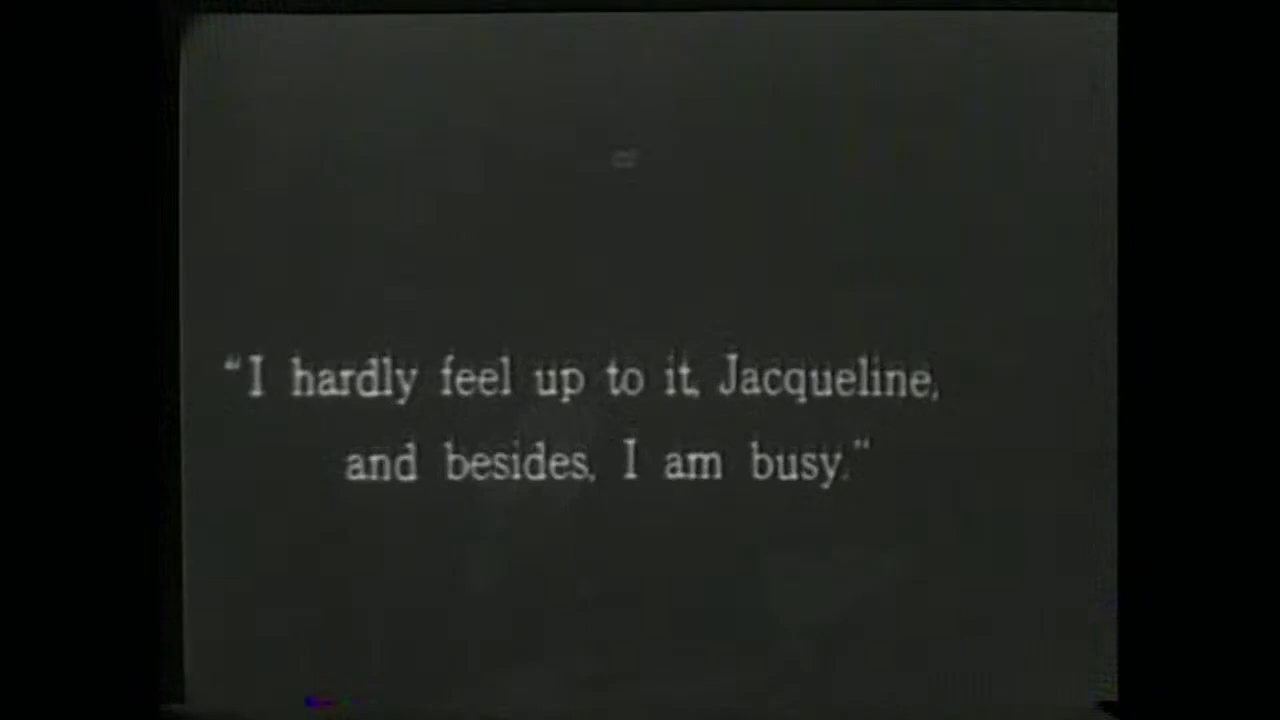 “I hardly feel up to it, Jacqueline,
and besides, I am busy.”